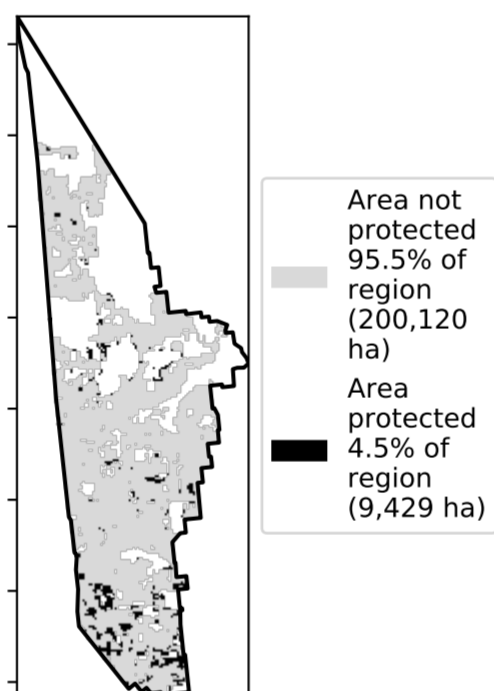 Area not
protected
95.5% of
region
(200,120
ha)
Area
protected
4.5% of
region
(9,429 ha)